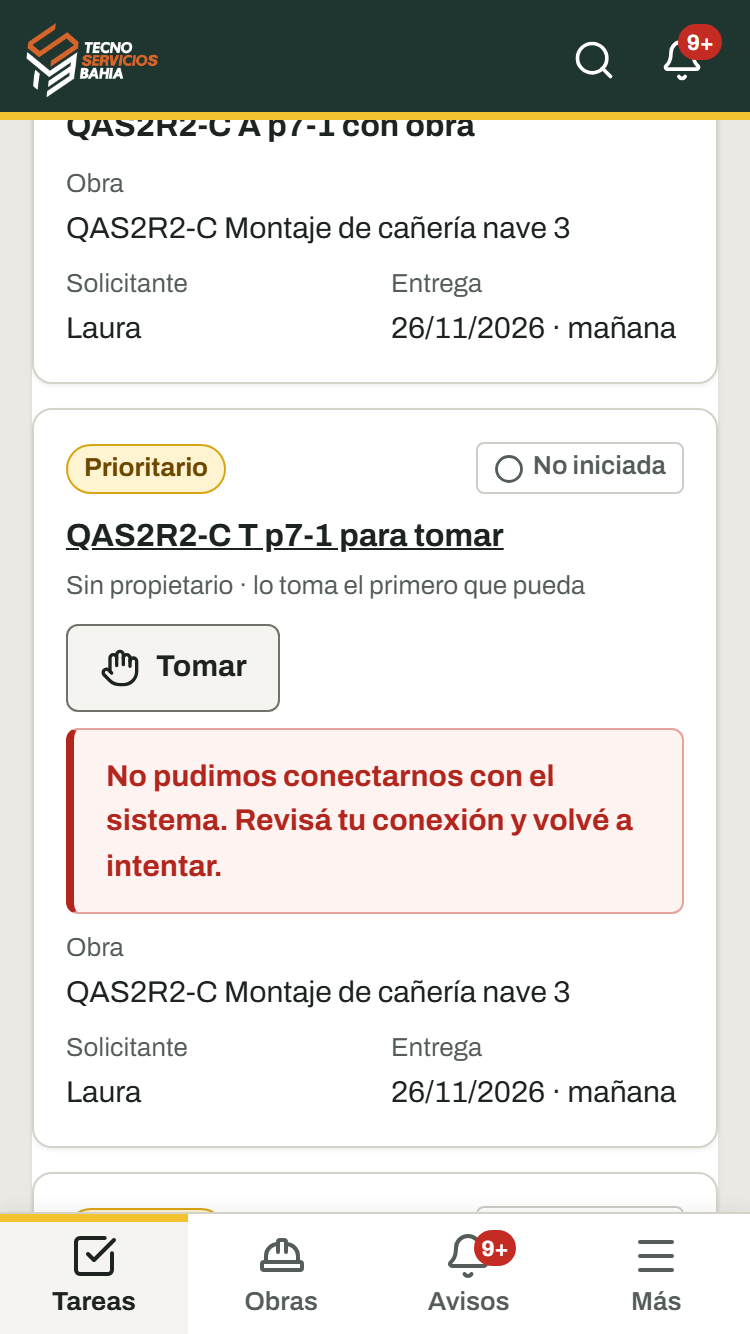 TECNO
SERVICIOS
BAHIA
9+
QAS2R2-C A p7-1 con obra
Obra
QAS2R2-C Montaje de cañería nave 3
Solicitante
Entrega
Laura
26/11/2026 · mañana
Prioritario
No iniciada
QAS2R2-C T p7-1 para tomar
Sin propietario · lo toma el primero que pueda
Tomar
No pudimos conectarnos con el
sistema. Revisá tu conexión y volvé a
intentar.
Obra
QAS2R2-C Montaje de cañería nave 3
Solicitante
Entrega
Laura
26/11/2026 · mañana
9+
Tareas
Obras
Avisos
Más